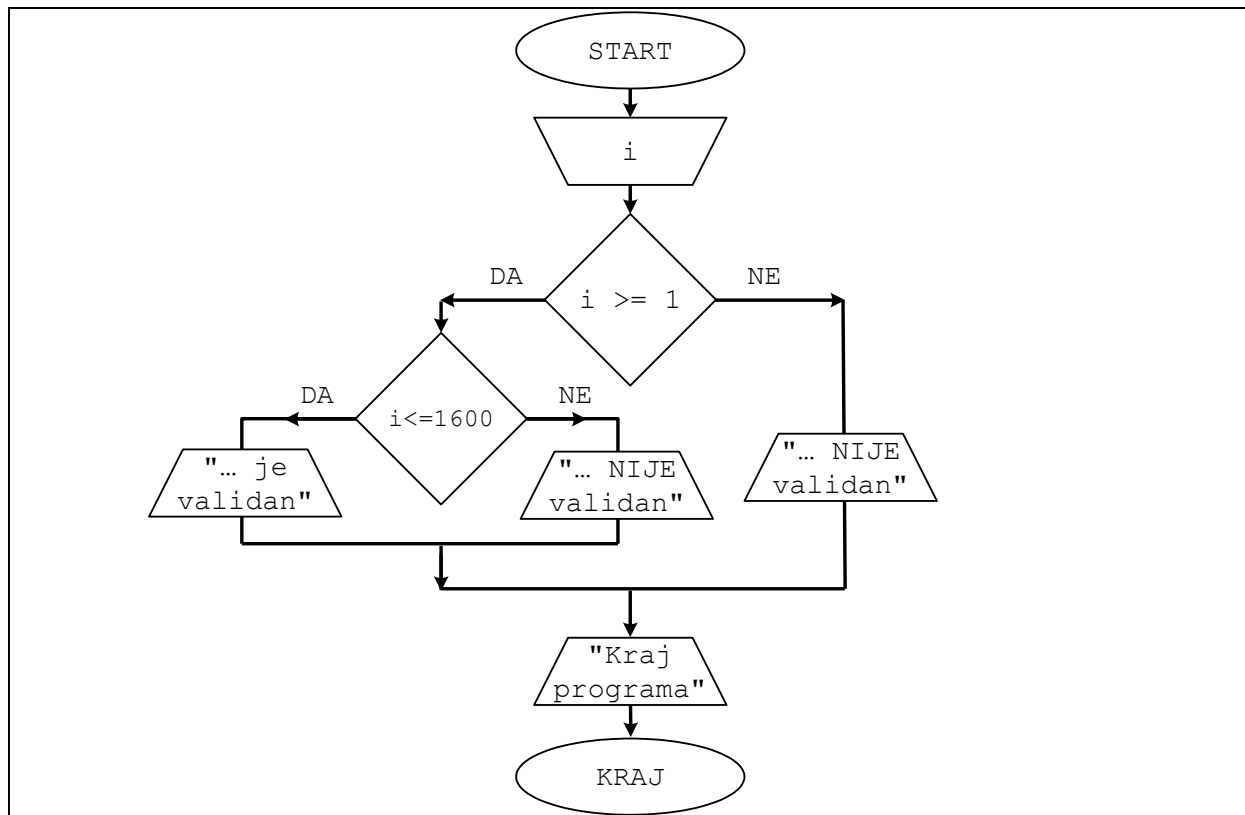 START
i
DA
NE
i >= 1
DA
NE
i<=1600
"… je
validan"
"… NIJE
validan"
"… NIJE
validan"
"Kraj
programa"
KRAJ